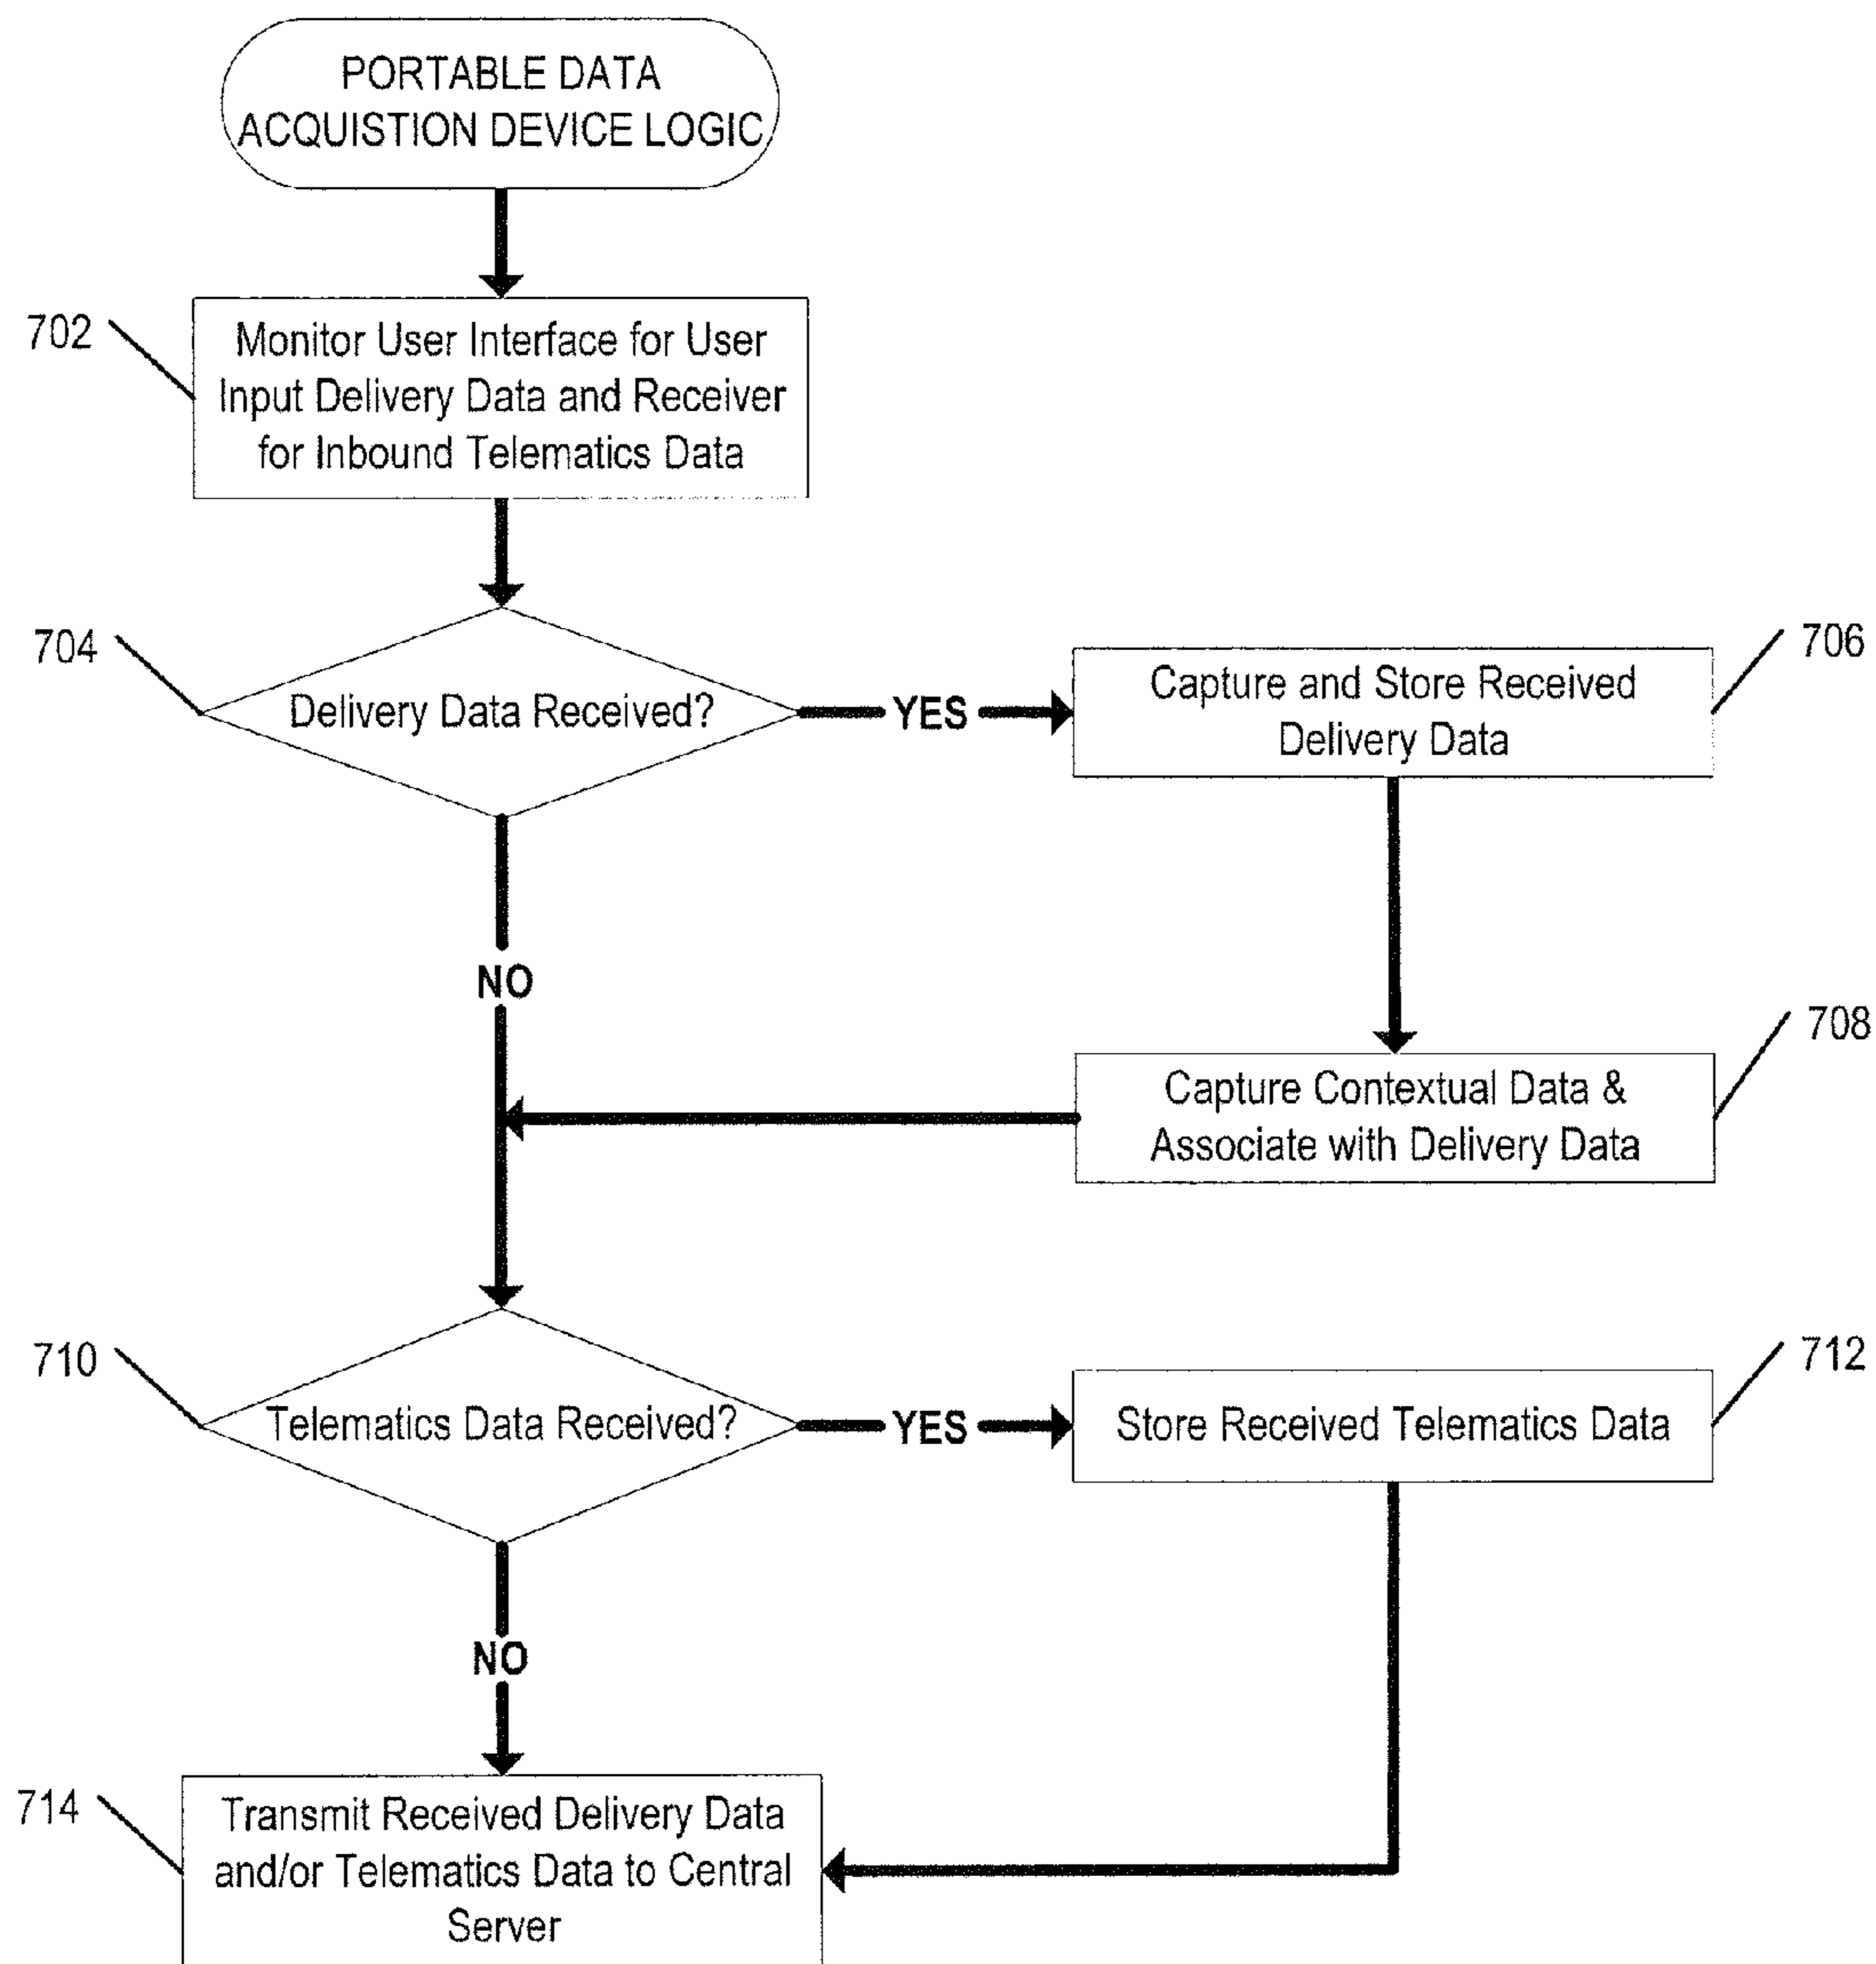 PORTABLE DATA
ACQUISTION DEVICE LOGIC
702
Monitor User Interface for User
Input Delivery Data and Receiver
for Inbound Telematics Data
704
Delivery Data Received?
YES
706
Capture and Store Received
Delivery Data
NO
708
Capture Contextual Data &
Associate with Delivery Data
710
Telematics Data Received?
YES
712
Store Received Telematics Data
NO
714
Transmit Received Delivery Data
and/or Telematics Data to Central
Server